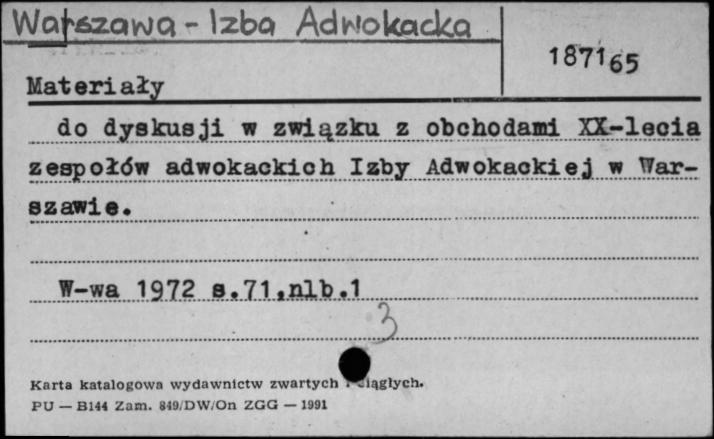 Warszawa - Izba Adwokacka
187165
Materiały
do dyskusji w związku z obchodami XX-lecia
zespołów adwokackich Izby Adwokackiej w War-
szawie.
W-wa 1972 s.71,nlb.1
3
Karta katalogowa wydawnictw zwartych i ciągłych.
PU — B144 Zam. 849/DW/On ZGG — 1991